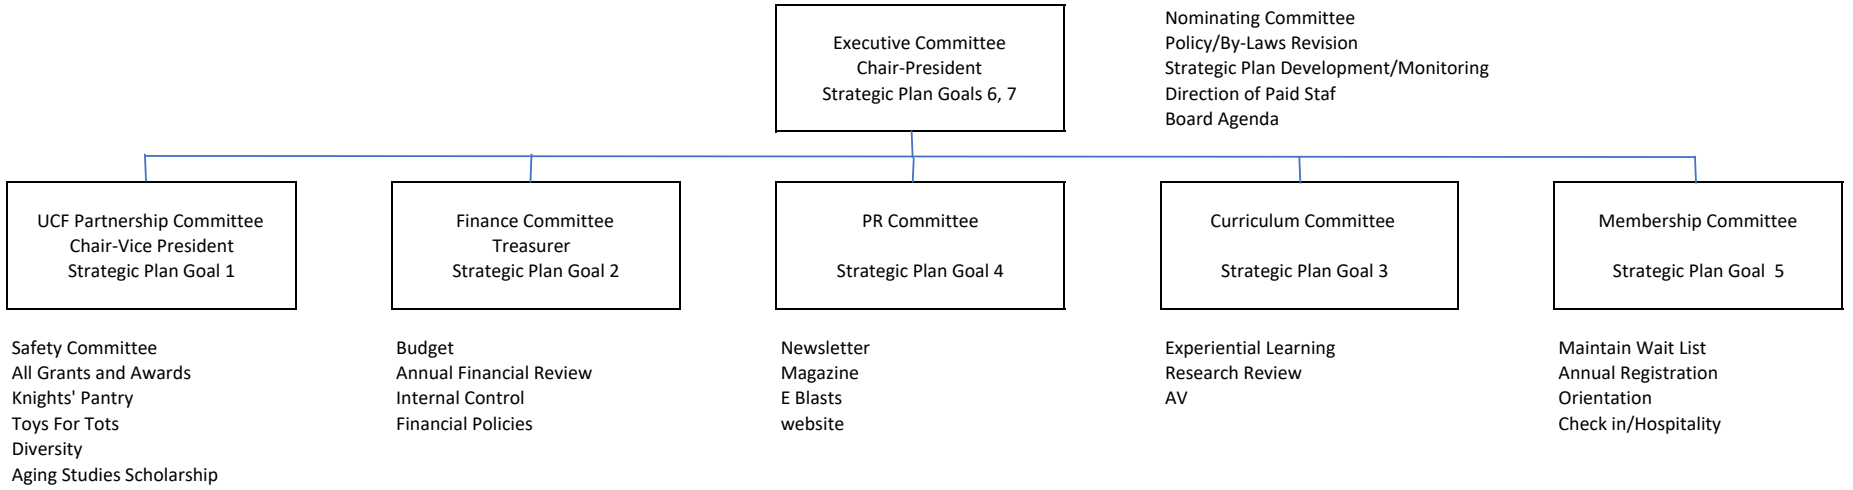 Executive Committee
Chair-President
Strategic Plan Goals 6, 7
Nominating Committee
Policy/By-Laws Revision
Strategic Plan Development/Monitoring
Direction of Paid Staf
Board Agenda
UCF Partnership Committee
Chair-Vice President
Strategic Plan Goal 1
Finance Committee
Treasurer
Strategic Plan Goal 2
PR Committee
Strategic Plan Goal 4
Curriculum Committee
Strategic Plan Goal 3
Membership Committee
Strategic Plan Goal  5
Safety Committee
All Grants and Awards
Knights' Pantry
Toys For Tots
Diversity
Aging Studies Scholarship
Budget
Annual Financial Review
Internal Control
Financial Policies
Newsletter
Magazine
E Blasts
website
Experiential Learning
Research Review
AV
Maintain Wait List
Annual Registration
Orientation
Check in/Hospitality